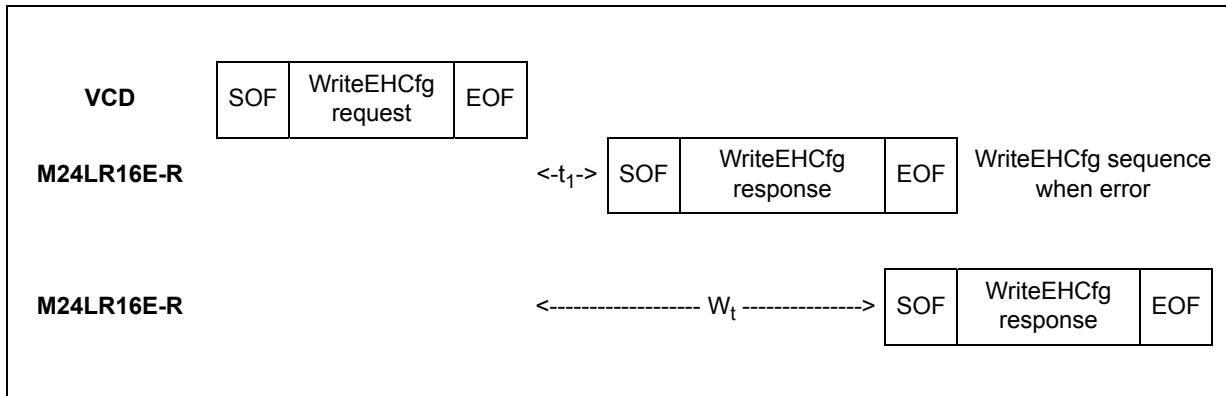 VCD SOF WriteEHCfg request EOF
M24LR16E-R <-t1-> SOF WriteEHCfg response EOF WriteEHCfg sequence when error
M24LR16E-R <------------------- Wt ---------------> SOF WriteEHCfg response EOF